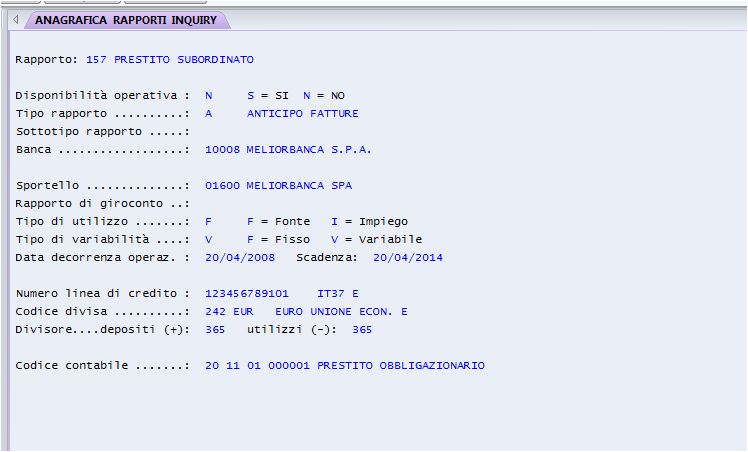 ANAGRAFICA RAPPORTI INQUIRY
Rapporto: 157 PRESTITO SUBORDINATO
Disponibilità operativa : N S = SI N = NO
Tipo rapporto ..........: A ANTICIPO FATTURE
Sottotipo rapporto .....:
Banca ..................: 10008 MELIORBANCA S.P.A.
Sportello ..............: 01600 MELIORBANCA SPA
Rapporto di giroconto ..:
Tipo di utilizzo .......: F F = Fonte I = Impiego
Tipo di variabilità ....: V F = Fisso V = Variabile
Data decorrenza operaz. : 20/04/2008 Scadenza: 20/04/2014
Numero linea di credito : 123456789101 IT37 E
Codice divisa ..........: 242 EUR EURO UNIONE ECON. E
Divisore....depositi (+): 365 utilizzi (-): 365
Codice contabile .......: 20 11 01 000001 PRESTITO OBBLIGAZIONARIO